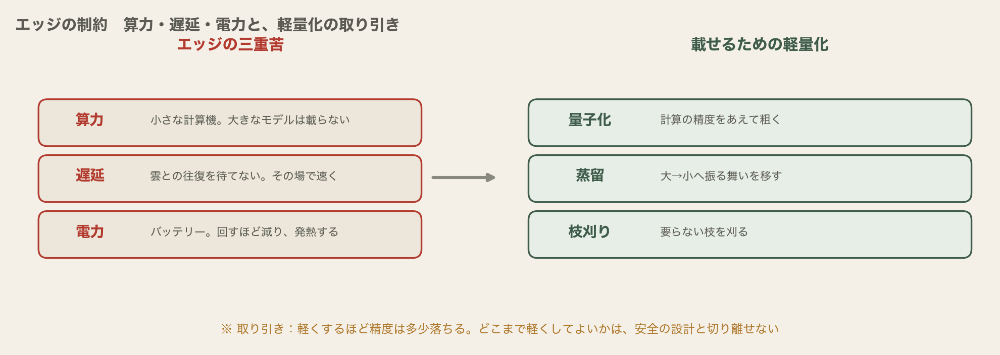 エッジの制約　算力・遅延・電力と、軽量化の取り引き
エッジの三重苦
算力　小さな計算機。大きなモデルは載らない
遅延　雲との往復を待てない。その場で速く
電力　バッテリー。回すほど減り、発熱する
載せるための軽量化
量子化　計算の精度をあえて粗く
蒸留　大→小へ振る舞いを移す
枝刈り　要らない枝を刈る
※ 取り引き：軽くするほど精度は多少落ちる。どこまで軽くしてよいかは、安全の設計と切り離せない